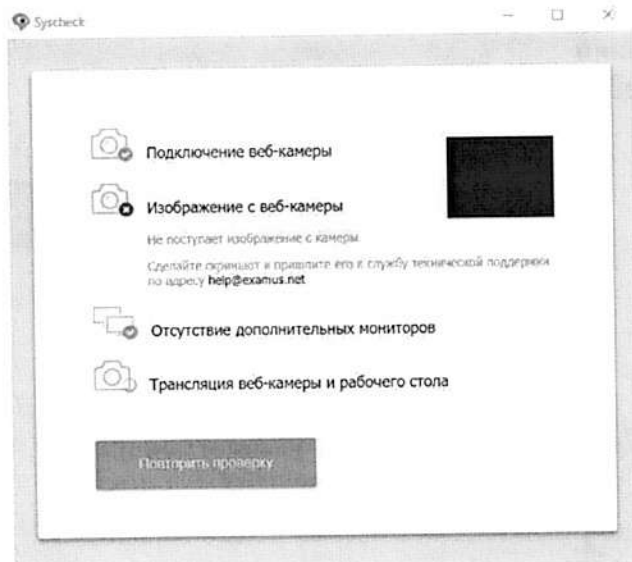 Syscheck
Подключение веб-камеры
Изображение с веб-камеры
Не поступает изображение с камеры.
Сделайте скриншот и пришлите его в службу технической поддержки
по адресу help@examus.net
Отсутствие дополнительных мониторов
Трансляция веб-камеры и рабочего стола
Повторить проверку